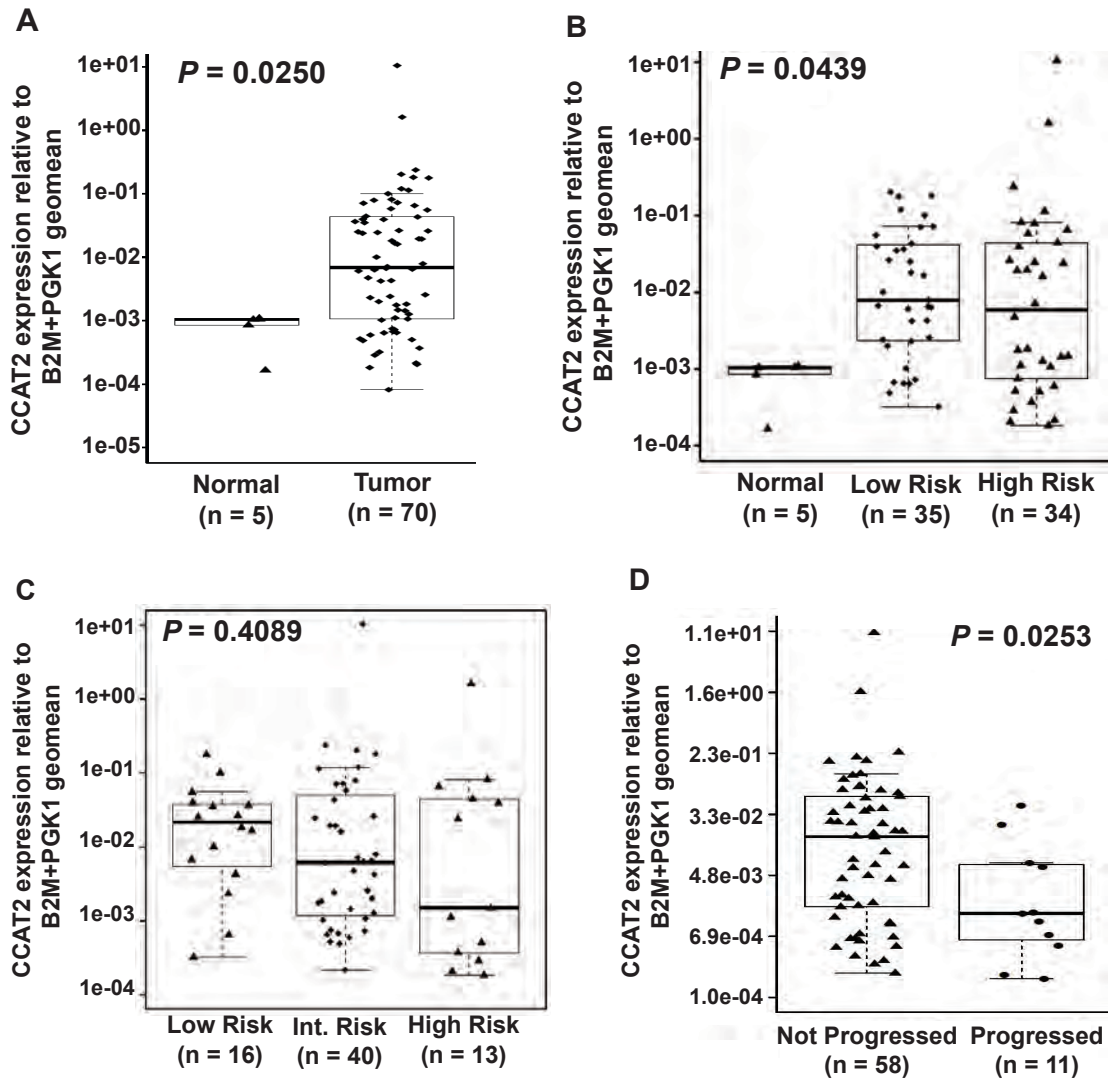 A
CCAT2 expression relative to
B2M+PGK1 geomean
P = 0.0250
1e+01
1e+00
1e-01
1e-02
1e-03
1e-04
1e-05
Normal
(n = 5)
Tumor
(n = 70)
B
CCAT2 expression relative to
B2M+PGK1 geomean
P = 0.0439
1e+01
1e+00
1e-01
1e-02
1e-03
1e-04
Normal
(n = 5)
Low Risk
(n = 35)
High Risk
(n = 34)
C
CCAT2 expression relative to
B2M+PGK1 geomean
P = 0.4089
1e+01
1e+00
1e-01
1e-02
1e-03
1e-04
Low Risk
(n = 16)
Int. Risk
(n = 40)
High Risk
(n = 13)
D
CCAT2 expression relative to
B2M+PGK1 geomean
P = 0.0253
1.1e+01
1.6e+00
2.3e-01
3.3e-02
4.8e-03
6.9e-04
1.0e-04
Not Progressed
(n = 58)
Progressed
(n = 11)